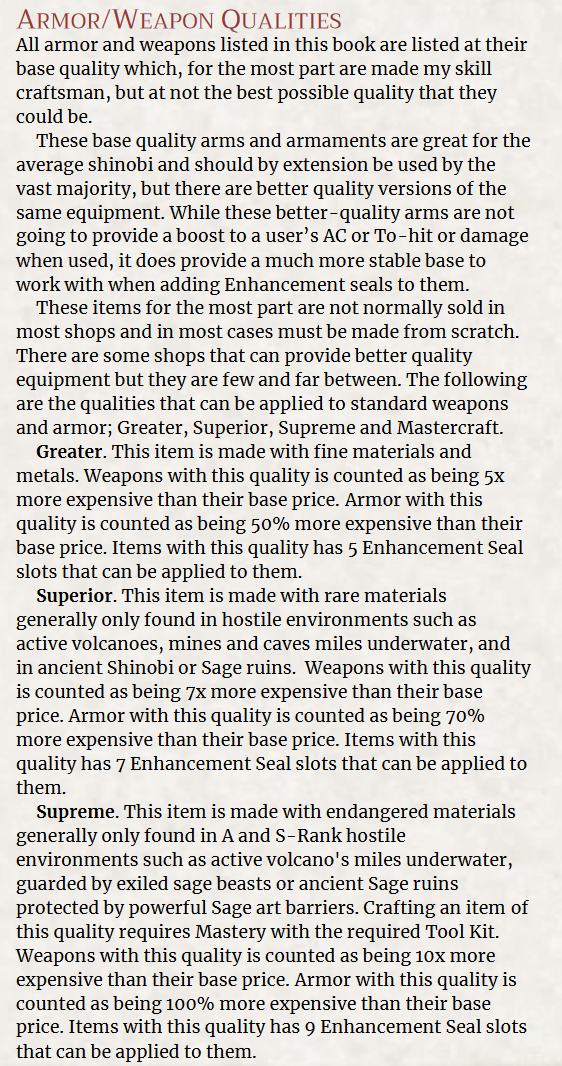 Armor/Weapon Qualities
All armor and weapons listed in this book are listed at their
base quality which, for the most part are made my skill
craftsman, but at not the best possible quality that they
could be.
These base quality arms and armaments are great for the
average shinobi and should by extension be used by the
vast majority, but there are better quality versions of the
same equipment. While these better-quality arms are not
going to provide a boost to a user's AC or To-hit or damage
when used, it does provide a much more stable base to
work with when adding Enhancement seals to them.
These items for the most part are not normally sold in
most shops and in most cases must be made from scratch.
There are some shops that can provide better quality
equipment but they are few and far between. The following
are the qualities that can be applied to standard weapons
and armor; Greater, Superior, Supreme and Mastercraft.
Greater. This item is made with fine materials and
metals. Weapons with this quality is counted as being 5x
more expensive than their base price. Armor with this
quality is counted as being 50% more expensive than their
base price. Items with this quality has 5 Enhancement Seal
slots that can be applied to them.
Superior. This item is made with rare materials
generally only found in hostile environments such as
active volcanoes, mines and caves miles underwater, and
in ancient Shinobi or Sage ruins.  Weapons with this quality
is counted as being 7x more expensive than their base
price. Armor with this quality is counted as being 70%
more expensive than their base price. Items with this
quality has 7 Enhancement Seal slots that can be applied to
them.
Supreme. This item is made with endangered materials
generally only found in A and S-Rank hostile
environments such as active volcano's miles underwater,
guarded by exiled sage beasts or ancient Sage ruins
protected by powerful Sage art barriers. Crafting an item of
this quality requires Mastery with the required Tool Kit.
Weapons with this quality is counted as being 10x more
expensive than their base price. Armor with this quality is
counted as being 100% more expensive than their base
price. Items with this quality has 9 Enhancement Seal slots
that can be applied to them.